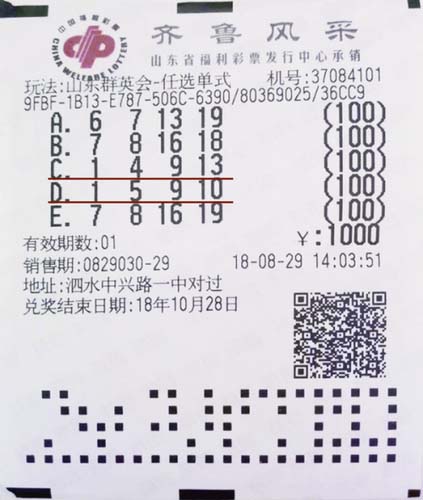 中国福利彩票
CHINA WELFARE LOTTERY
齐鲁风采
山东省福利彩票发行中心承销
玩法:山东群英会-任选单式 机号:37084101
9FBF-1B13-E787-506C-6390/80369025/36CC9
A. 6 7 13 19 (100)
B. 7 8 16 18 (100)
C. 1 4 9 13 (100)
D. 1 5 9 10 (100)
E. 7 8 16 19 (100)
有效期数:01 ¥:1000
销售期:0829030-29 18-08-29 14:03:51
地址:泗水中兴路一中对过
兑奖结束日期:18年10月28日